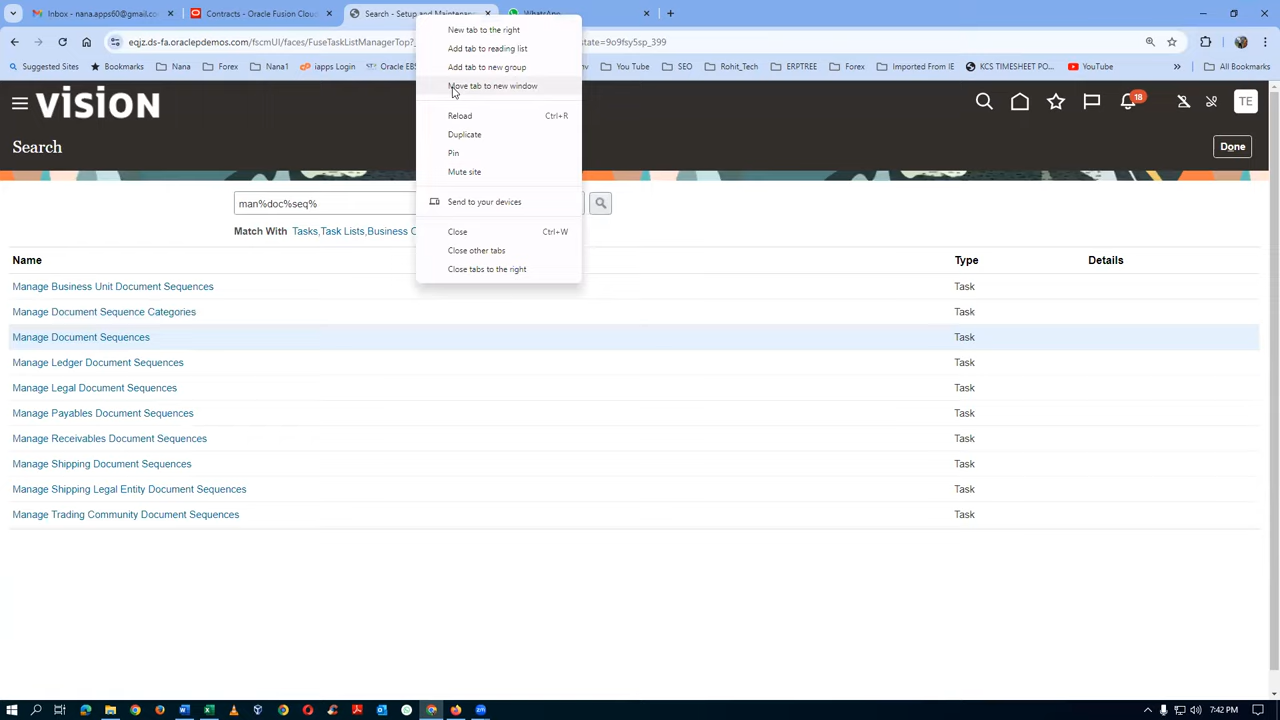 Inbox - nana.apps60@gmail.co
Contracts - Oracle Fusion Cloud
Search - Setup and Maintenanc
WhatsApp
New tab to the right
Add tab to reading list
Add tab to new group
Move tab to new window
Reload Ctrl+R
Duplicate
Pin
Mute site
Send to your devices
Close Ctrl+W
Close other tabs
Close tabs to the right
eqjz.ds-fa.oraclepdemos.com/fscmUI/faces/FuseTaskListManagerTop?_ state=9o9fsy5sp_399
Suggested Sites
Bookmarks
Nana
Forex
Nana1
iapps Login
Oracle EBS
SEO
Rohit_Tech
Bookmarks
ERPTREE
Forex
Imported From IE
KCS TIMESHEET PO...
YouTube
All Bookmarks
VISION
18
TE
Search
Done
man%doc%seq%
Match With Tasks,Task Lists,Business O
Name Type Details
Manage Business Unit Document Sequences Task
Manage Document Sequence Categories Task
Manage Document Sequences Task
Manage Ledger Document Sequences Task
Manage Legal Document Sequences Task
Manage Payables Document Sequences Task
Manage Receivables Document Sequences Task
Manage Shipping Document Sequences Task
Manage Shipping Legal Entity Document Sequences Task
Manage Trading Community Document Sequences Task
7:42 PM